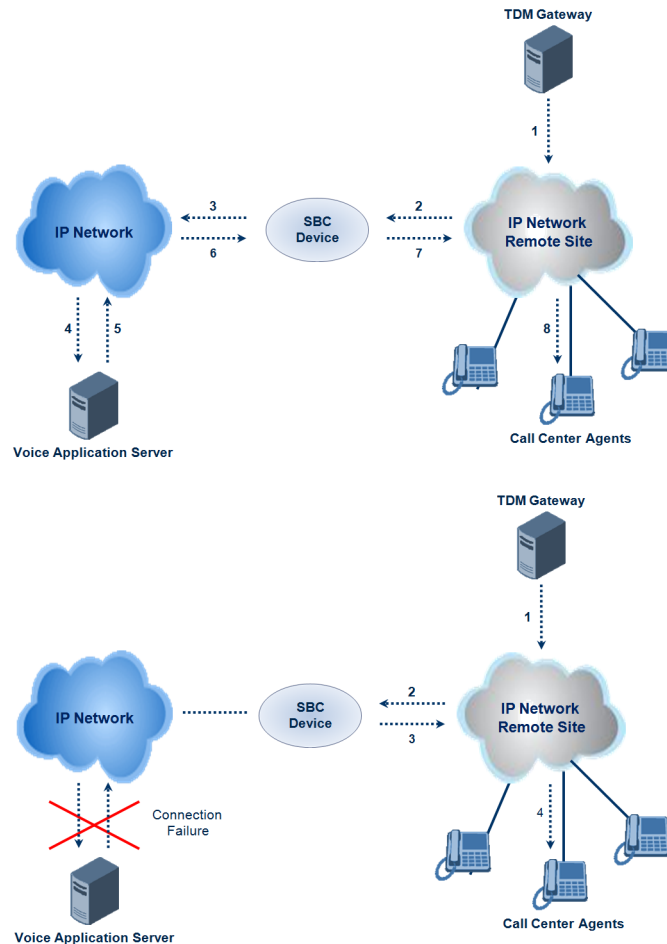 TDM Gateway
1
3
2
IP Network
SBC
Device
IP Network
Remote Site
6
7
4
5
8
Voice Application Server
Call Center Agents
TDM Gateway
1
2
IP Network
SBC
Device
IP Network
Remote Site
3
Connection
Failure
4
Call Center Agents
Voice Application Server